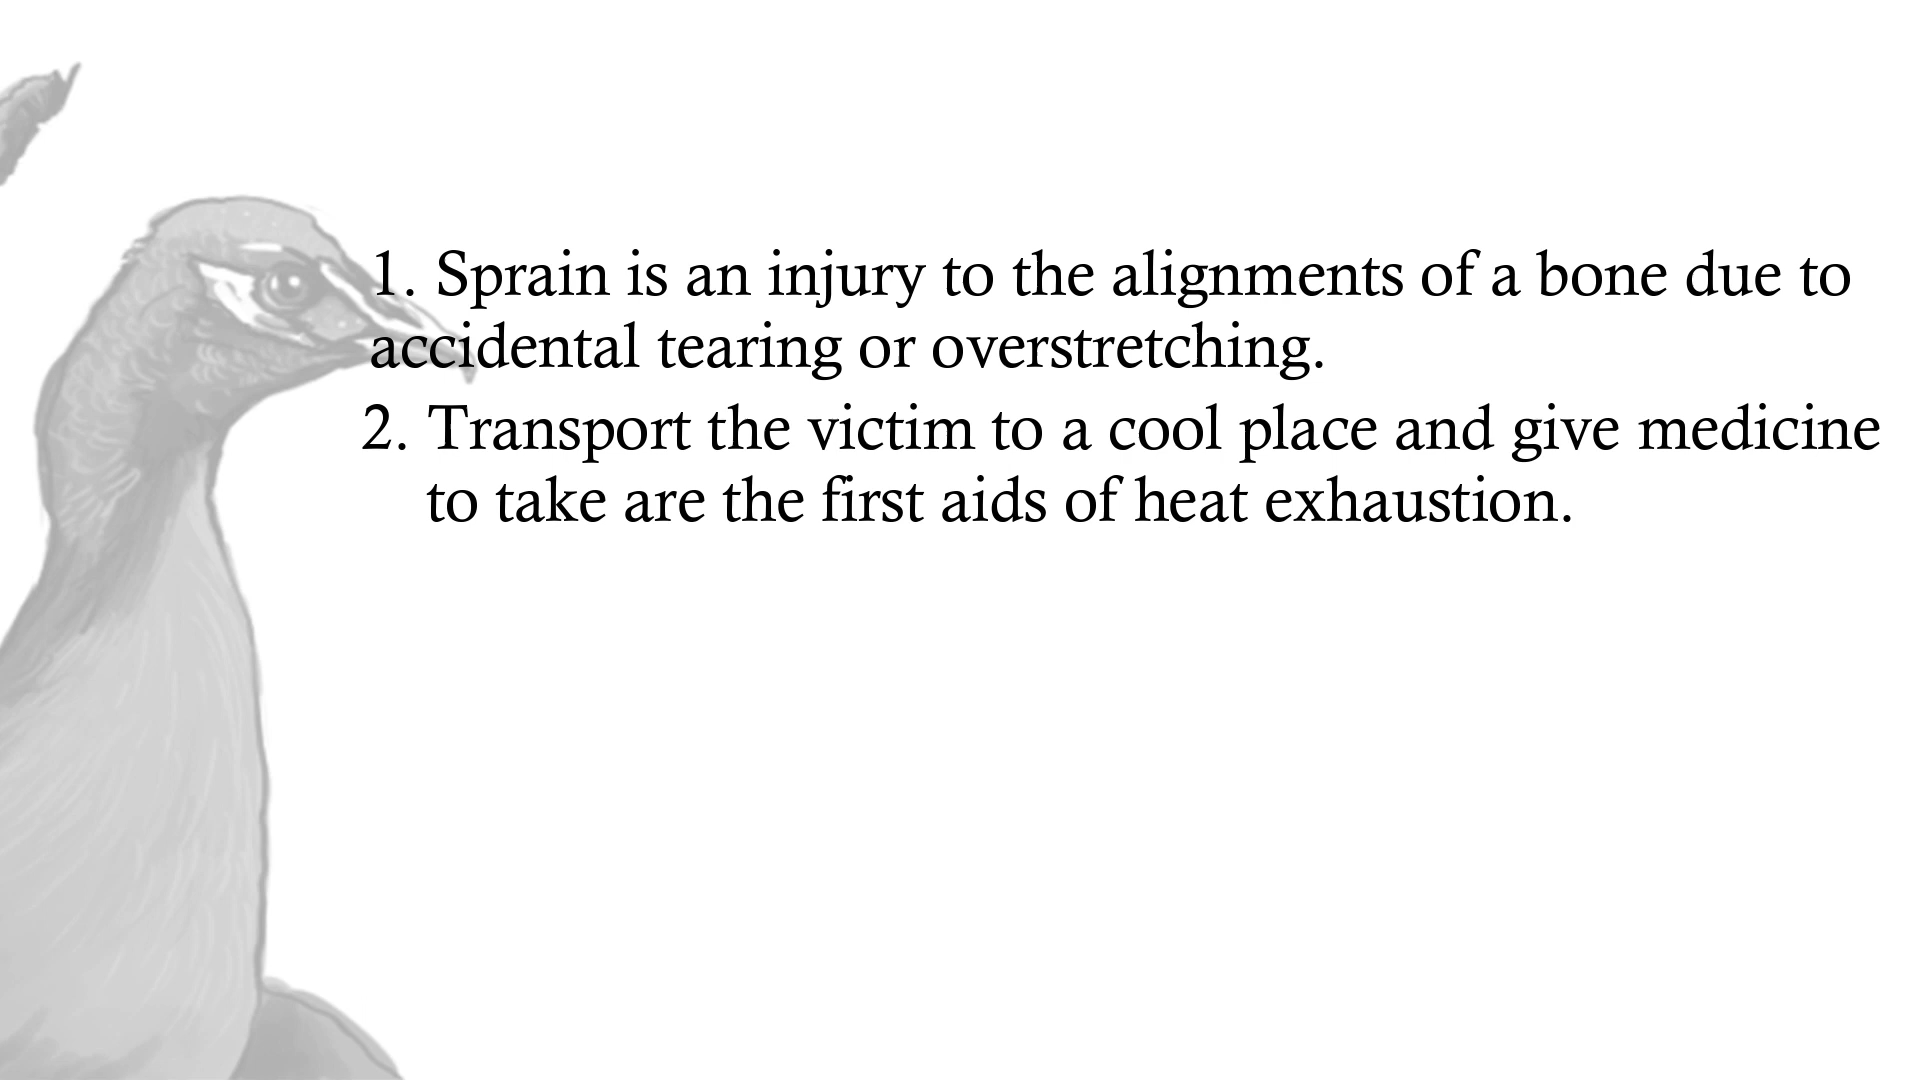 1. Sprain is an injury to the alignments of a bone due to
accidental tearing or overstretching.
2. Transport the victim to a cool place and give medicine
to take are the first aids of heat exhaustion.